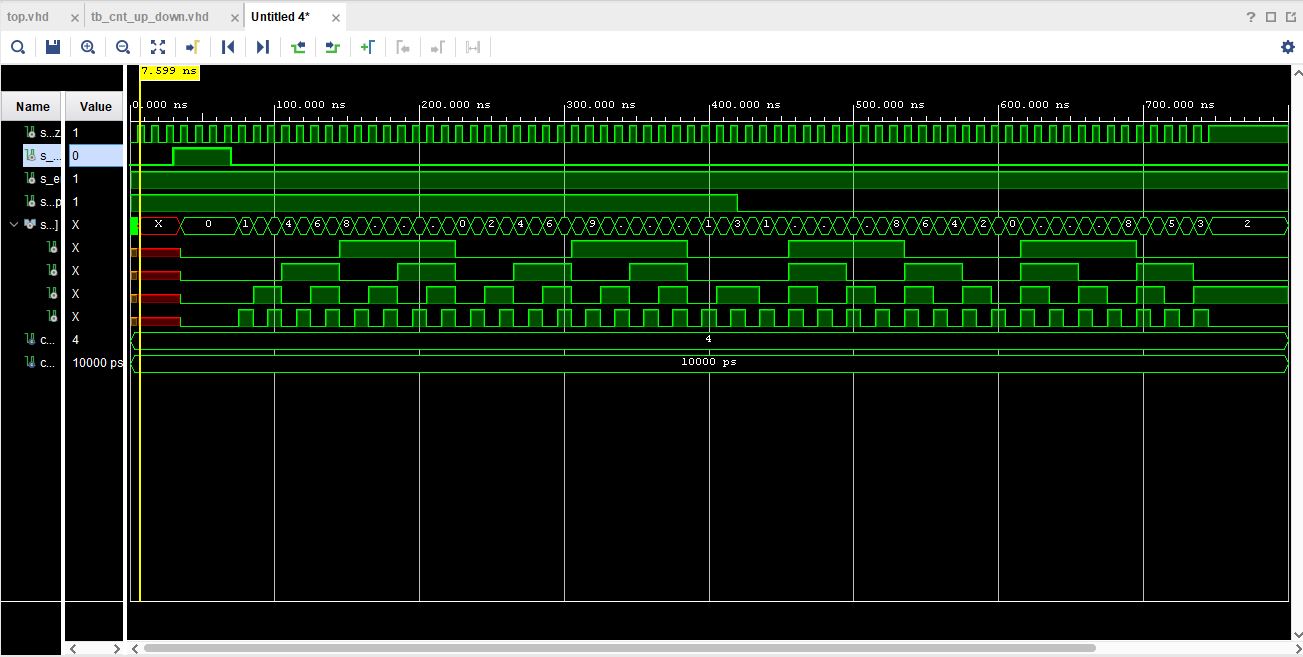 top.vhd × tb_cnt_up_down.vhd × Untitled 4* ×
?
7.599 ns
Name Value
0.000 ns 100.000 ns 200.000 ns 300.000 ns 400.000 ns 500.000 ns 600.000 ns 700.000 ns
s...z 1
s_... 0
s_e 1
s...p 1
s...] X X 0 1 4 6 8 . . . 0 2 4 6 9 . . . 1 3 1 . . . 8 6 4 2 0 . . . 8 5 3 2
X
X
X
X
c... 4 4
c... 10000 ps 10000 ps